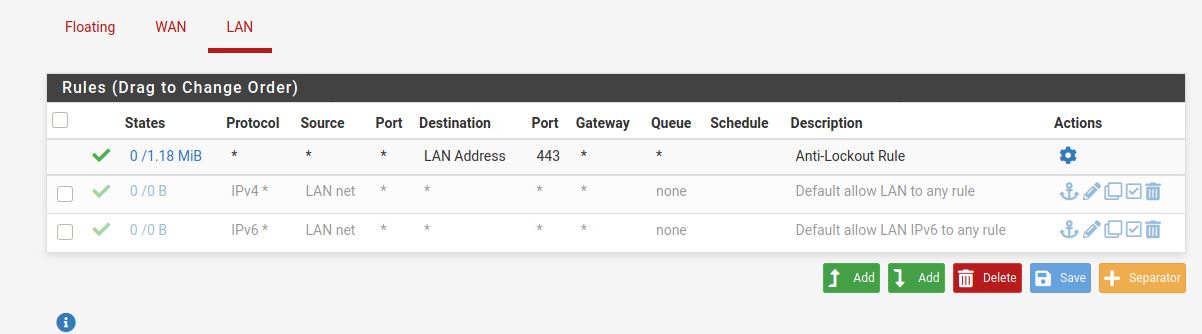 Floating WAN LAN
Rules (Drag to Change Order)
States Protocol Source Port Destination Port Gateway Queue Schedule Description Actions
0 /1.18 MiB * * * LAN Address 443 * * Anti-Lockout Rule
0 /0 B IPv4 * LAN net * * * * none Default allow LAN to any rule
0 /0 B IPv6 * LAN net * * * * none Default allow LAN IPv6 to any rule
Add Add Delete Save Separator